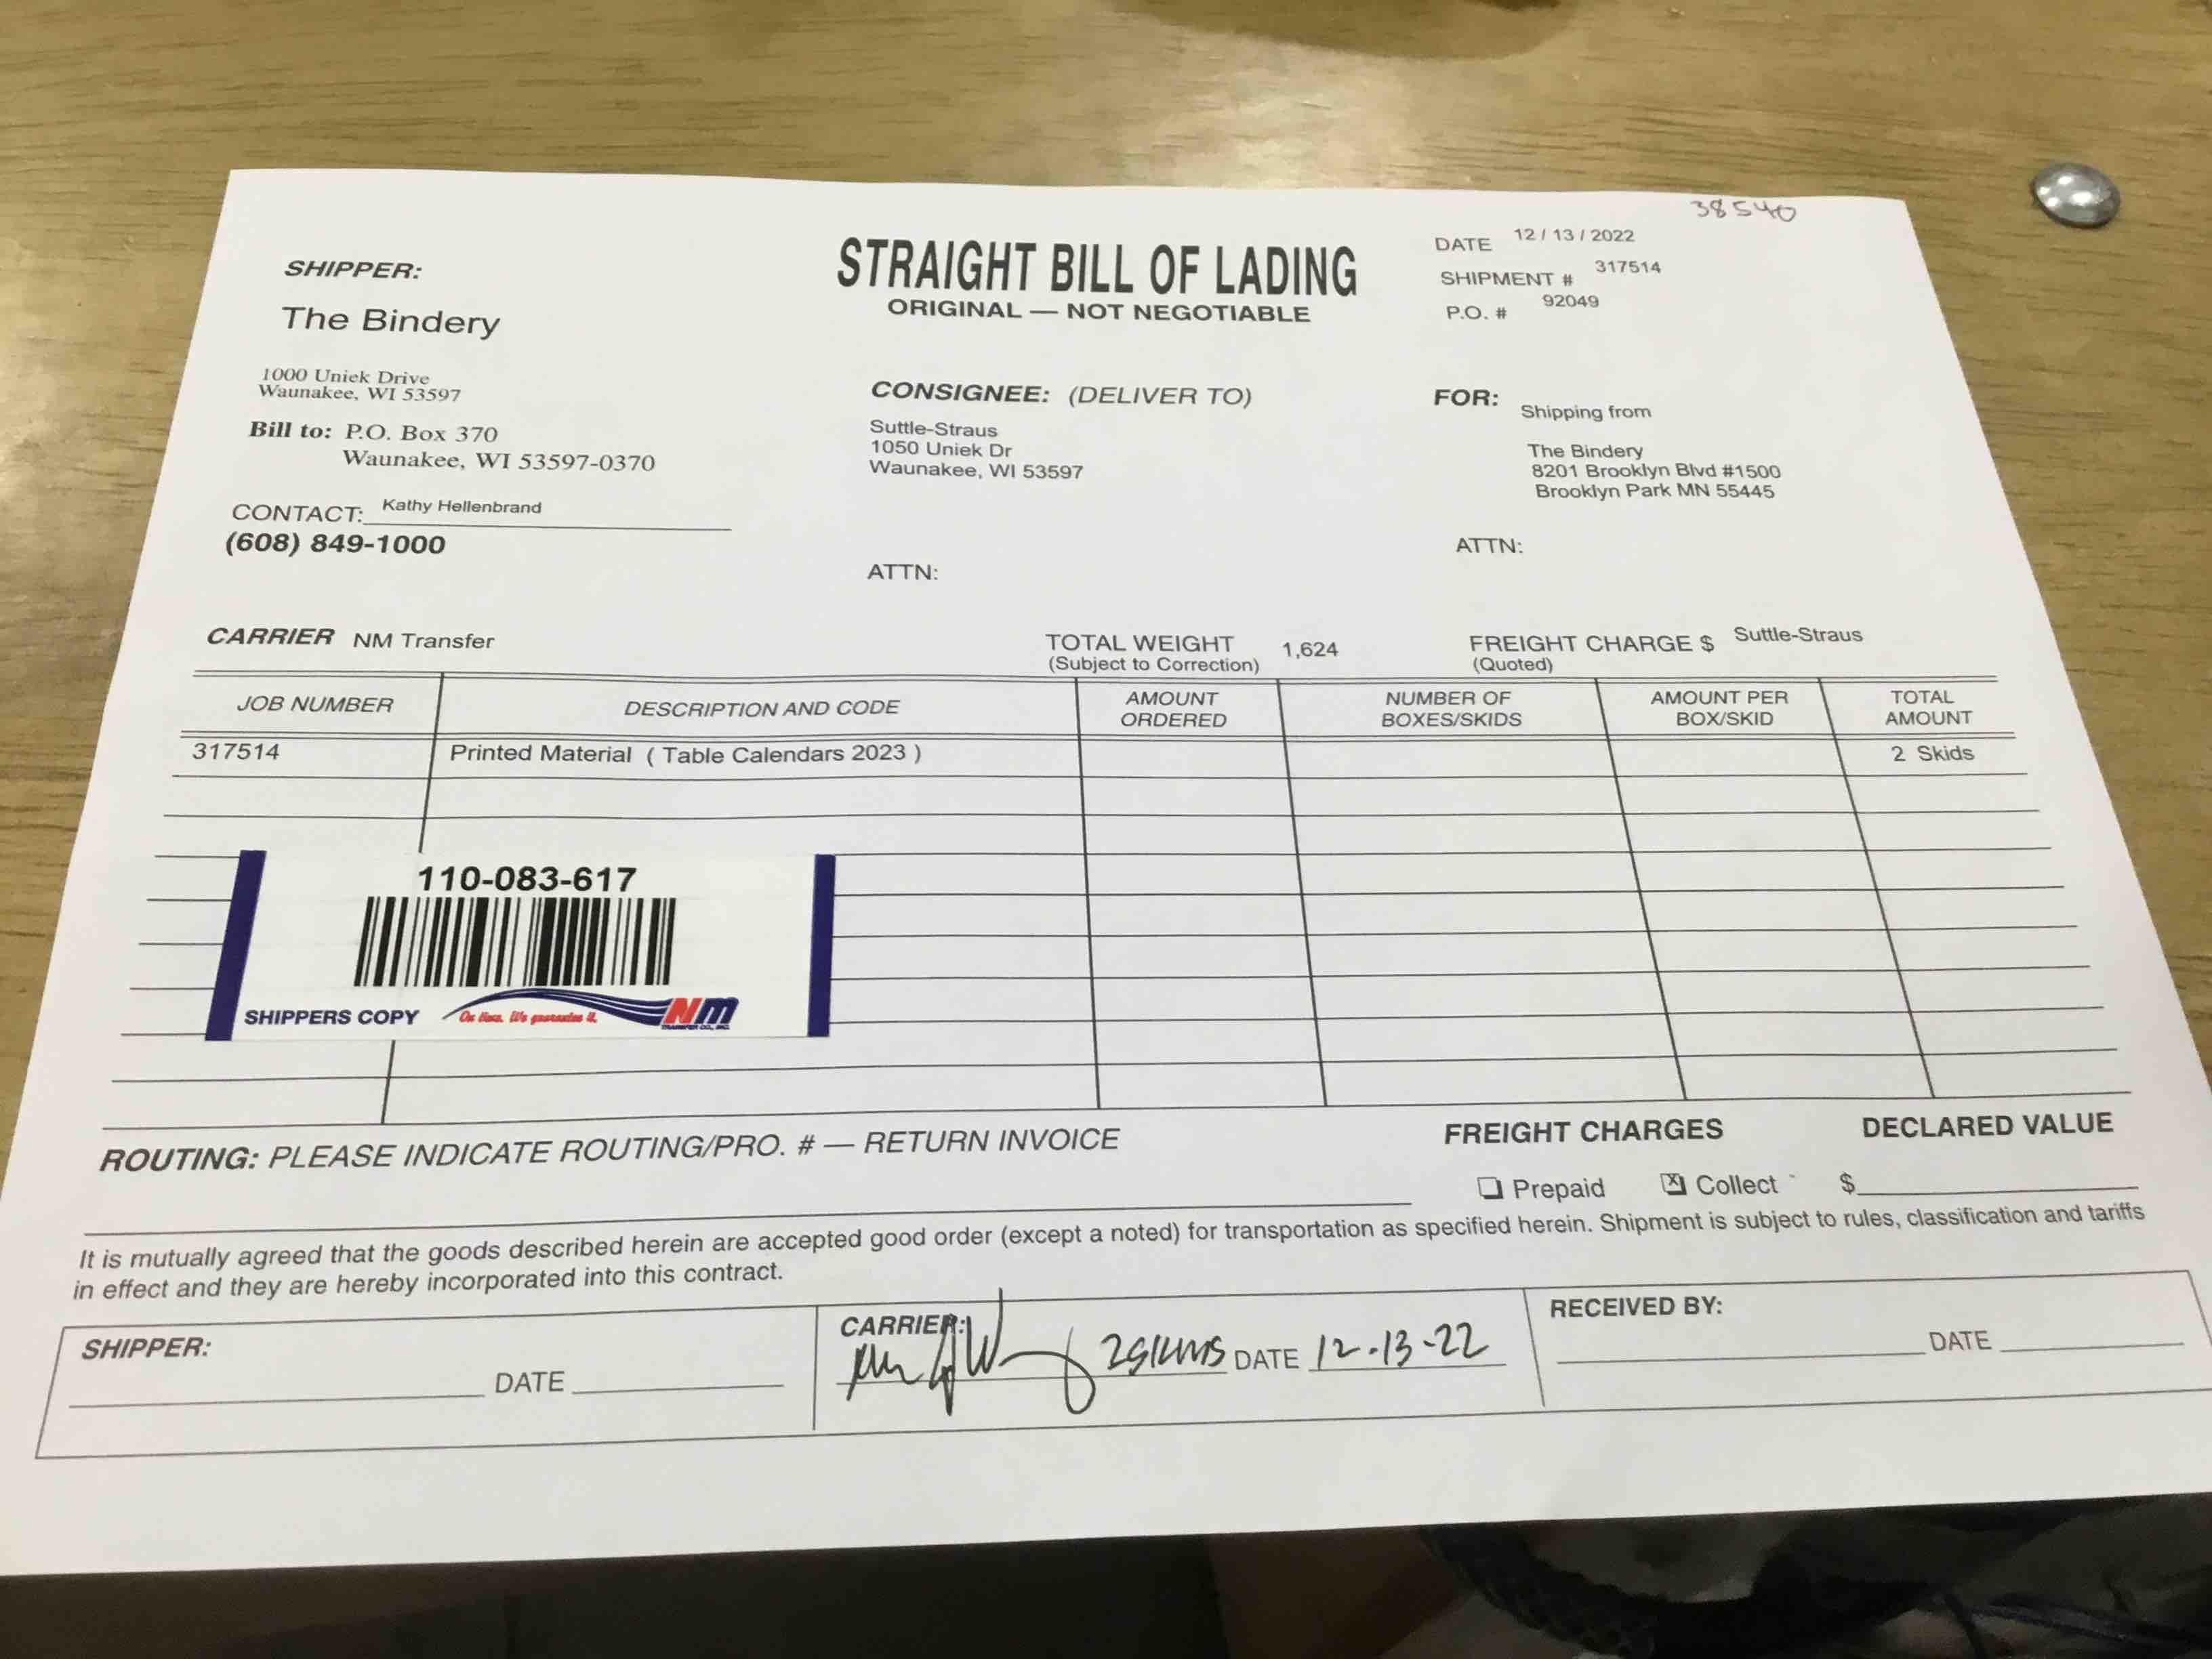 38540
SHIPPER:
The Bindery
1000 Uniek Drive
Waunakee, WI 53597
Bill to: P.O. Box 370
Waunakee, WI 53597-0370
CONTACT: Kathy Hellenbrand
(608) 849-1000
STRAIGHT BILL OF LADING
ORIGINAL — NOT NEGOTIABLE
DATE 12 / 13 / 2022
SHIPMENT # 317514
P.O. # 92049
CONSIGNEE: (DELIVER TO)
Suttle-Straus
1050 Uniek Dr
Waunakee, WI 53597
ATTN:
FOR: Shipping from
The Bindery
8201 Brooklyn Blvd #1500
Brooklyn Park MN 55445
ATTN:
CARRIER NM Transfer
TOTAL WEIGHT 1,624
(Subject to Correction)
FREIGHT CHARGE $ Suttle-Straus
(Quoted)
JOB NUMBER
DESCRIPTION AND CODE
AMOUNT
ORDERED
NUMBER OF
BOXES/SKIDS
AMOUNT PER
BOX/SKID
TOTAL
AMOUNT
317514 Printed Material ( Table Calendars 2023 ) 2 Skids
110-083-617
SHIPPERS COPY On time. We guarantee it. NM
TRANSFER CO., INC.
ROUTING: PLEASE INDICATE ROUTING/PRO. # — RETURN INVOICE
FREIGHT CHARGES
Prepaid X Collect
DECLARED VALUE
$
It is mutually agreed that the goods described herein are accepted good order (except a noted) for transportation as specified herein. Shipment is subject to rules, classification and tariffs
in effect and they are hereby incorporated into this contract.
SHIPPER:
DATE
CARRIER:
DATE 12-13-22
RECEIVED BY:
DATE